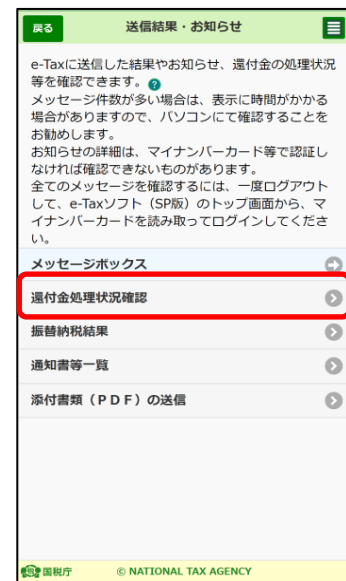 戻る 送信結果・お知らせ
e-Taxに送信した結果やお知らせ、還付金の処理状況
等を確認できます。?
メッセージ件数が多い場合は、表示に時間がかかる
場合がありますので、パソコンにて確認することを
お勧めします。
お知らせの詳細は、マイナンバーカード等で認証し
なければ確認できないものがあります。
全てのメッセージを確認するには、一度ログアウト
して、e-Taxソフト（SP版）のトップ画面から、マ
イナンバーカードを読み取ってログインしてくださ
い。
メッセージボックス
還付金処理状況確認
振替納税結果
通知書等一覧
添付書類（ＰＤＦ）の送信
国税庁 © NATIONAL TAX AGENCY